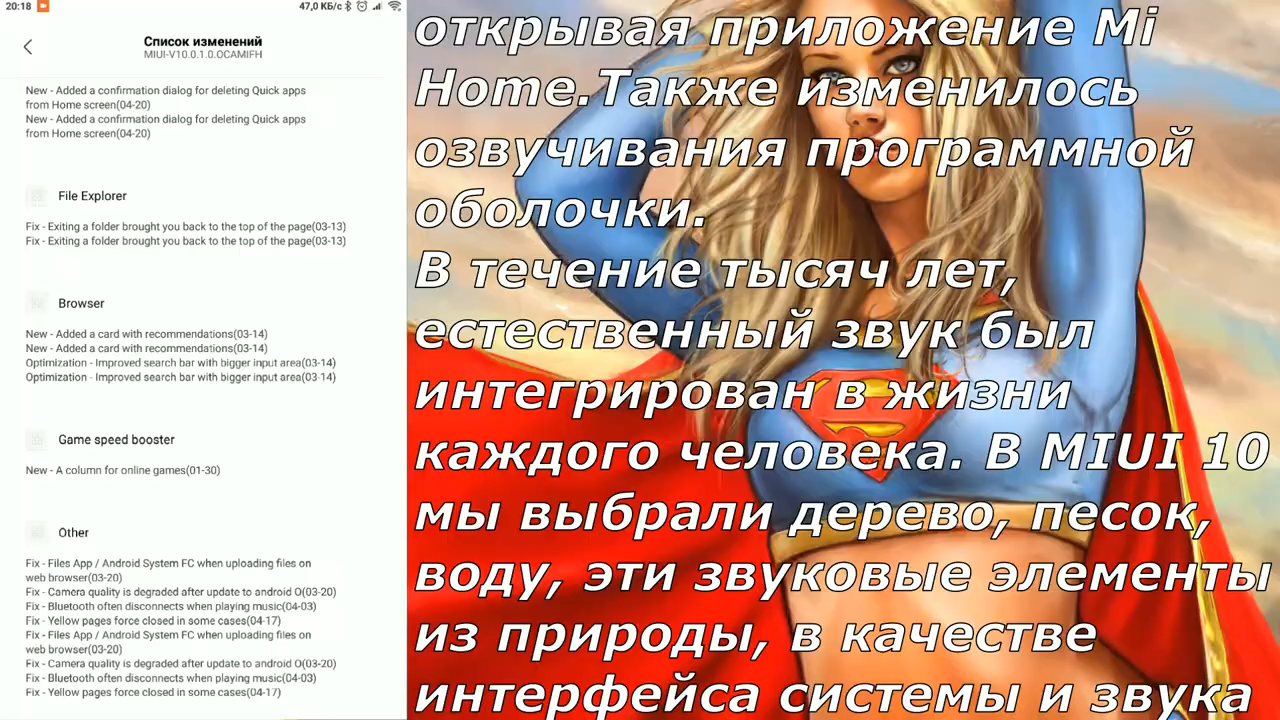 20:18
47,0 КБ/с
Список изменений
MIUI-V10.0.1.0.OCAMIFH
New - Added a confirmation dialog for deleting Quick apps
from Home screen(04-20)
New - Added a confirmation dialog for deleting Quick apps
from Home screen(04-20)
File Explorer
Fix - Exiting a folder brought you back to the top of the page(03-13)
Fix - Exiting a folder brought you back to the top of the page(03-13)
Browser
New - Added a card with recommendations(03-14)
New - Added a card with recommendations(03-14)
Optimization - Improved search bar with bigger input area(03-14)
Optimization - Improved search bar with bigger input area(03-14)
Game speed booster
New - A column for online games(01-30)
Other
Fix - Files App / Android System FC when uploading files on
web browser(03-20)
Fix - Camera quality is degraded after update to android O(03-20)
Fix - Bluetooth often disconnects when playing music(04-03)
Fix - Yellow pages force closed in some cases(04-17)
Fix - Files App / Android System FC when uploading files on
web browser(03-20)
Fix - Camera quality is degraded after update to android O(03-20)
Fix - Bluetooth often disconnects when playing music(04-03)
Fix - Yellow pages force closed in some cases(04-17)
открывая приложение Mi
Home.Также изменилось
озвучивания программной
оболочки.
В течение тысяч лет,
естественный звук был
интегрирован в жизни
каждого человека. В MIUI 10
мы выбрали дерево, песок,
воду, эти звуковые элементы
из природы, в качестве
интерфейса системы и звука